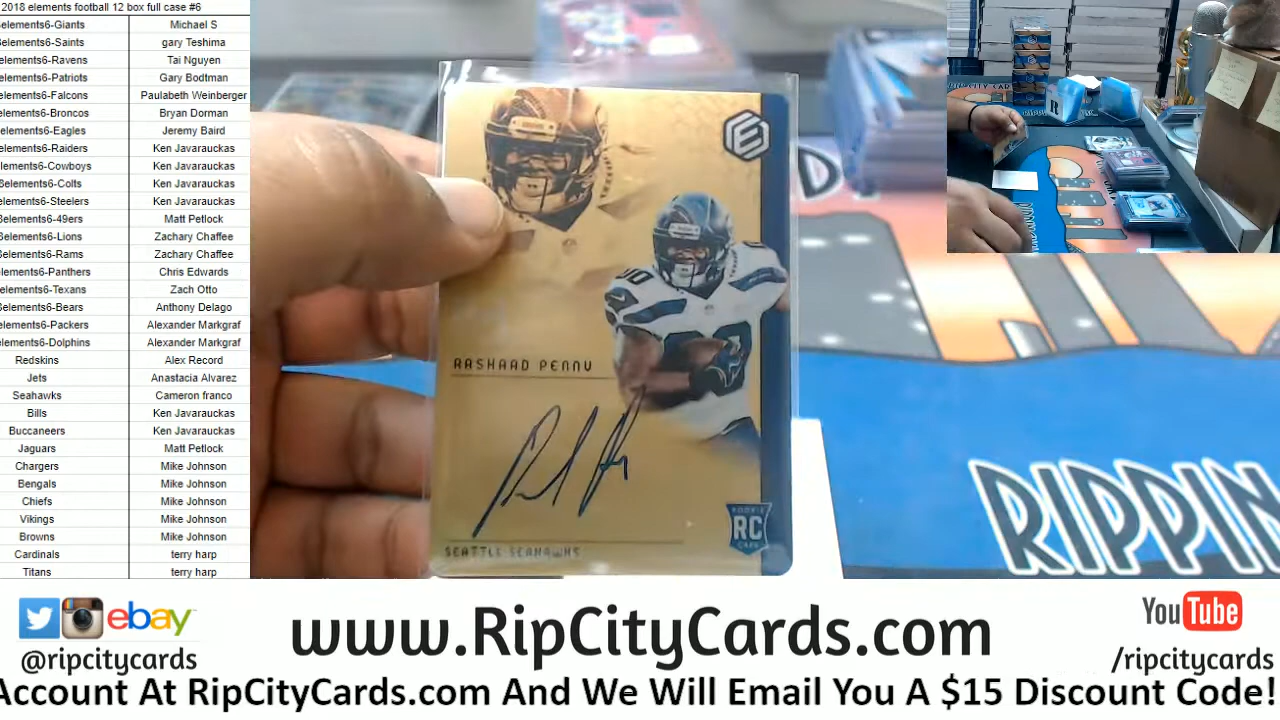 2018 elements football 12 box full case #6
elements6-Giants Michael S
elements6-Saints gary Teshima
elements6-Ravens Tai Nguyen
elements6-Patriots Gary Bodtman
elements6-Falcons Paulabeth Weinberger
elements6-Broncos Bryan Dorman
elements6-Eagles Jeremy Baird
elements6-Raiders Ken Javarauckas
elements6-Cowboys Ken Javarauckas
elements6-Colts Ken Javarauckas
elements6-Steelers Ken Javarauckas
elements6-49ers Matt Petlock
elements6-Lions Zachary Chaffee
elements6-Rams Zachary Chaffee
elements6-Panthers Chris Edwards
elements6-Texans Zach Otto
elements6-Bears Anthony Delago
elements6-Packers Alexander Markgraf
elements6-Dolphins Alexander Markgraf
Redskins Alex Record
Jets Anastacia Alvarez
Seahawks Cameron franco
Bills Ken Javarauckas
Buccaneers Ken Javarauckas
Jaguars Matt Petlock
Chargers Mike Johnson
Bengals Mike Johnson
Chiefs Mike Johnson
Vikings Mike Johnson
Browns Mike Johnson
Cardinals terry harp
Titans terry harp
E
RASHAAD PENNY
ROOKIE
RC
CARD
SEATTLE SEAHAWKS
RIPPIN
ebay
@ripcitycards
www.RipCityCards.com
YouTube
/ripcitycards
Account At RipCityCards.com And We Will Email You A $15 Discount Code!